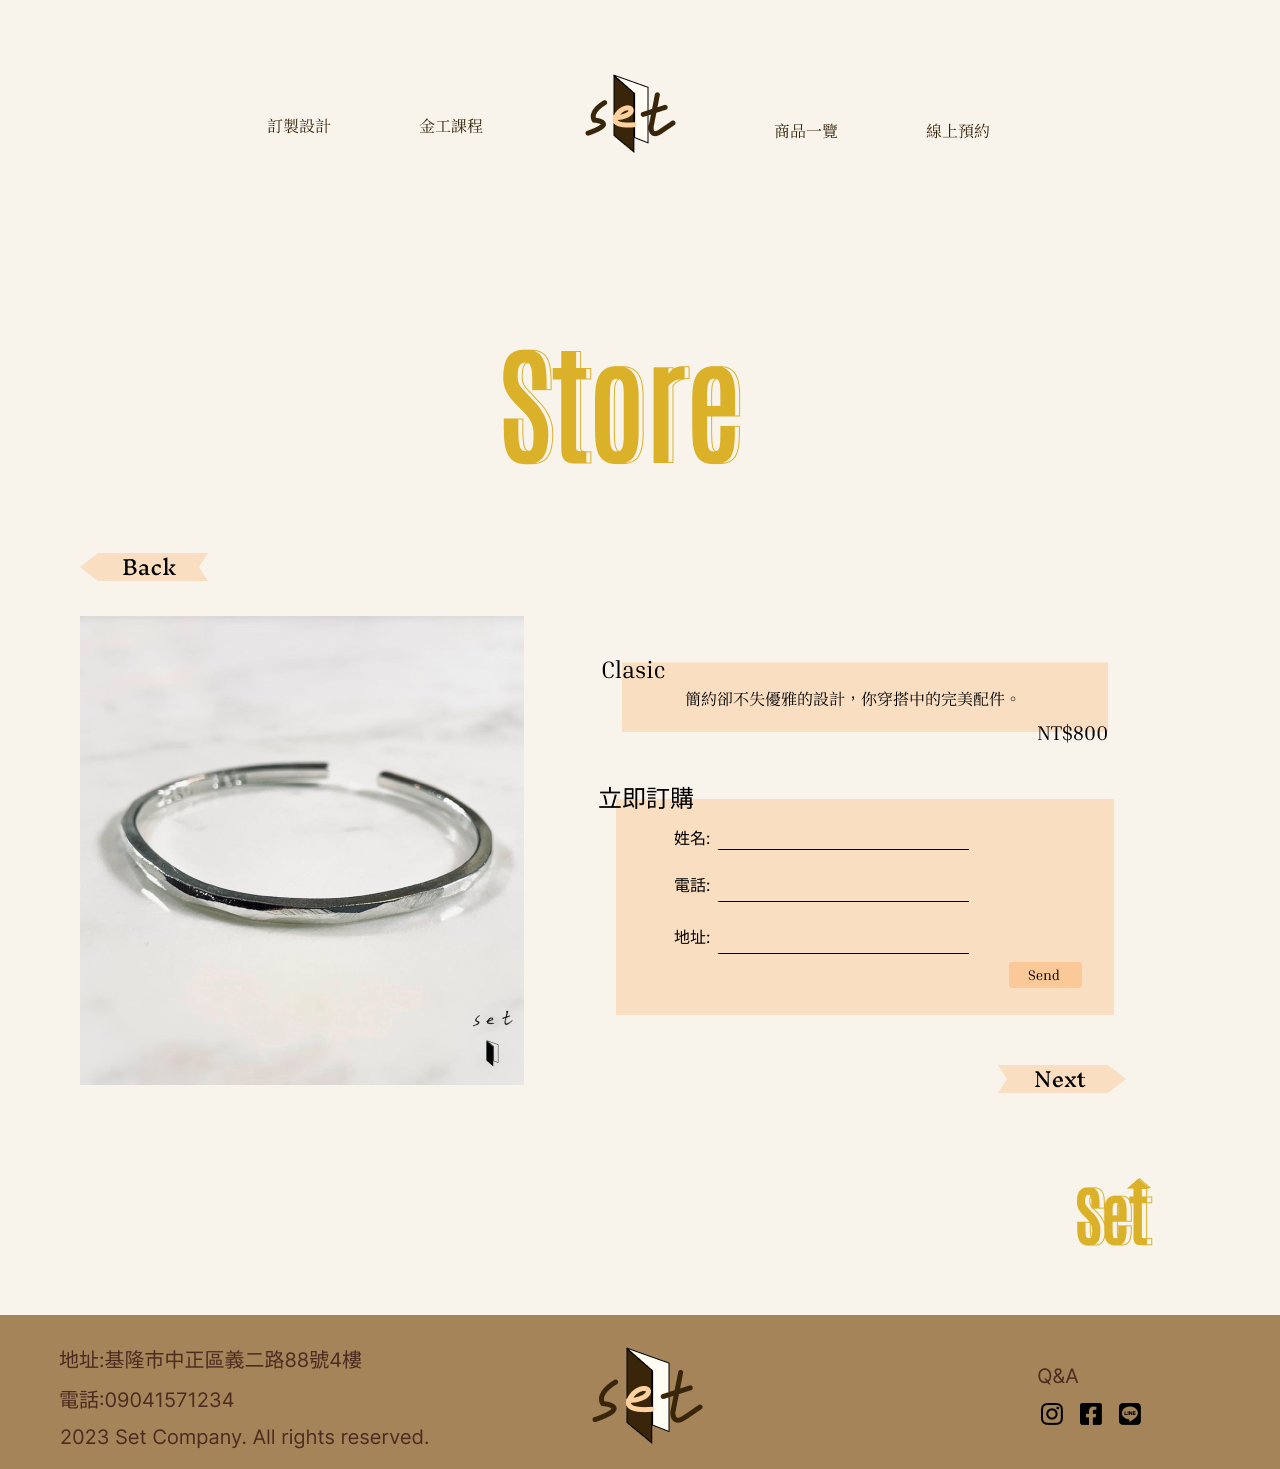 訂製設計
金工課程
set
商品一覽
線上預約
Store
Back
Clasic
簡約卻不失優雅的設計，你穿搭中的完美配件。
NT$800
立即訂購
姓名:
電話:
地址:
Send
set
Next
Set
地址:基隆市中正區義二路88號4樓
電話:09041571234
2023 Set Company. All rights reserved.
set
Q&A
LINE